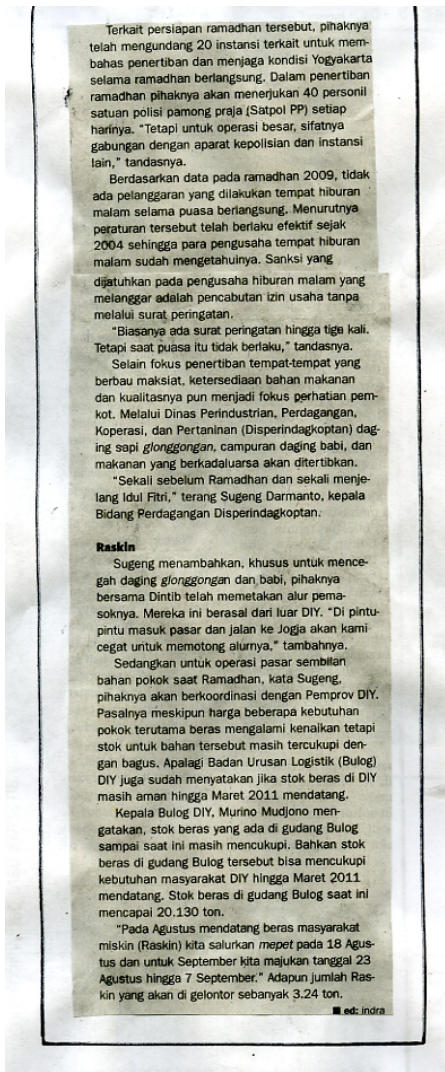 Terkait persiapan ramadhan tersebut, pihaknya
telah mengundang 20 instansi terkait untuk mem-
bahas penertiban dan menjaga kondisi Yogyakarta
selama ramadhan berlangsung. Dalam penertiban
ramadhan pihaknya akan menerjukan 40 personil
satuan polisi pamong praja (Satpol PP) setiap
harinya. “Tetapi untuk operasi besar, sifatnya
gabungan dengan aparat kepolisian dan instansi
lain,” tandasnya.
Berdasarkan data pada ramadhan 2009, tidak
ada pelanggaran yang dilakukan tempat hiburan
malam selama puasa berlangsung. Menurutnya
peraturan tersebut telah berlaku efektif sejak
2004 sehingga para pengusaha tempat hiburan
malam sudah mengetahuinya. Sanksi yang
dijatuhkan pada pengusaha hiburan malam yang
melanggar adalah pencabutan izin usaha tanpa
melalui surat peringatan.
“Biasanya ada surat peringatan hingga tiga kali.
Tetapi saat puasa itu tidak berlaku,” tandasnya.
Selain fokus penertiban tempat-tempat yang
berbau maksiat, ketersediaan bahan makanan
dan kualitasnya pun menjadi fokus perhatian pem-
kot. Melalui Dinas Perindustrian, Perdagangan,
Koperasi, dan Pertaninan (Disperindagkoptan) dag-
ing sapi glonggongan, campuran daging babi, dan
makanan yang berkadaluarsa akan ditertibkan.
“Sekali sebelum Ramadhan dan sekali menje-
lang Idul Fitri,” terang Sugeng Darmanto, kepala
Bidang Perdagangan Disperindagkoptan.
Raskin
Sugeng menambahkan, khusus untuk mence-
gah daging glonggongan dan babi, pihaknya
bersama Dintib telah memetakan alur pema-
soknya. Mereka ini berasal dari luar DIY. “Di pintu-
pintu masuk pasar dan jalan ke Jogja akan kami
cegat untuk memotong alurnya,” tambahnya.
Sedangkan untuk operasi pasar sembilan
bahan pokok saat Ramadhan, kata Sugeng,
pihaknya akan berkoordinasi dengan Pemprov DIY.
Pasalnya meskipun harga beberapa kebutuhan
pokok terutama beras mengalami kenaikan tetapi
stok untuk bahan tersebut masih tercukupi den-
gan bagus. Apalagi Badan Urusan Logistik (Bulog)
DIY juga sudah menyatakan jika stok beras di DIY
masih aman hingga Maret 2011 mendatang.
Kepala Bulog DIY, Murino Mudjono men-
gatakan, stok beras yang ada di gudang Bulog
sampai saat ini masih mencukupi. Bahkan stok
beras di gudang Bulog tersebut bisa mencukupi
kebutuhan masyarakat DIY hingga Maret 2011
mendatang. Stok beras di gudang Bulog saat ini
mencapai 20.130 ton.
“Pada Agustus mendatang beras masyarakat
miskin (Raskin) kita salurkan mepet pada 18 Agus-
tus dan untuk September kita majukan tanggal 23
Agustus hingga 7 September.” Adapun jumlah Ras-
kin yang akan di gelontor sebanyak 3.24 ton.
■ ed: indra